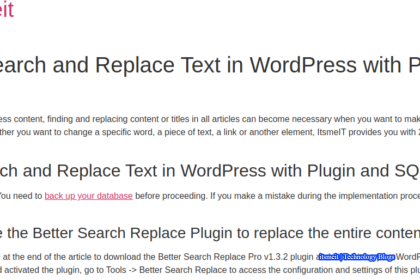 eit
earch and Replace Text in WordPress with P
ess content, finding and replacing content or titles in all articles can become necessary when you want to mak
ther you want to change a specific word, a piece of text, a link or another element, ItsmeIT provides you with 2
ch and Replace Text in WordPress with Plugin and SQ
You need to back up your database before proceeding. If you make a mistake during the implementation proce
e the Better Search Replace Plugin to replace the entire conten
at the end of the article to download the Better Search Replace Pro v1.3.2 plugin
Itsmeit | Technology Blogs
WordP
d activated the plugin, go to Tools -> Better Search Replace to access the configuration and settings of this pl